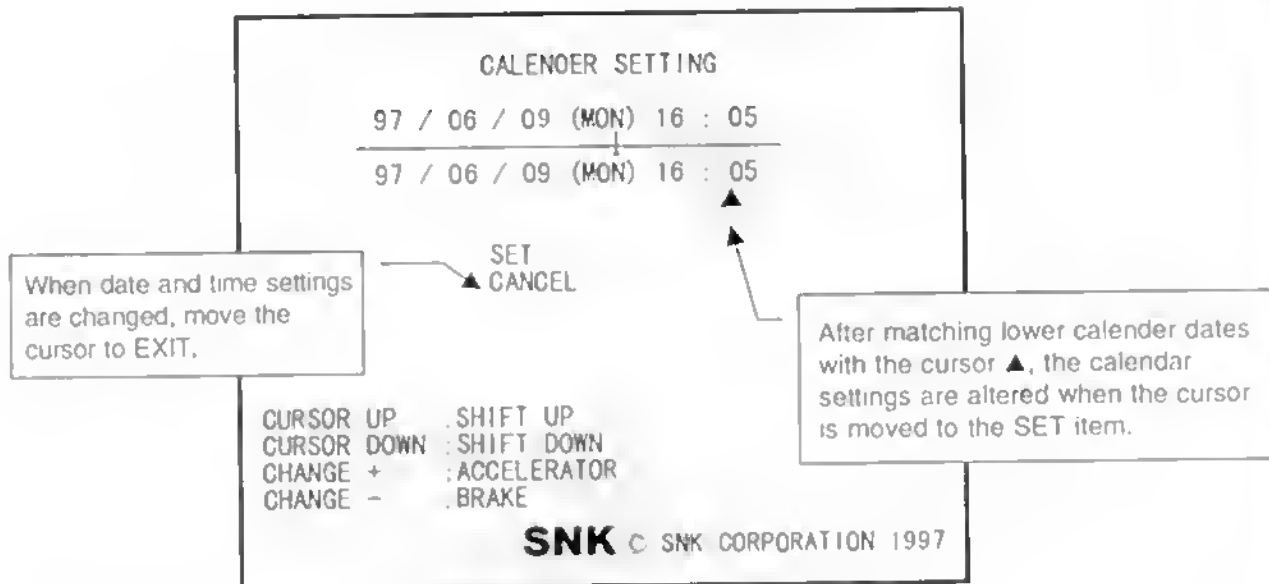 CALENDER SETTING
97 / 06 / 09 (MON) 16 : 05
97 / 06 / 09 (MON) 16 : 05
▲
SET
▲ CANCEL
When date and time settings
are changed, move the
cursor to EXIT.
After matching lower calender dates
with the cursor ▲, the calendar
settings are altered when the cursor
is moved to the SET item.
CURSOR UP : SHIFT UP
CURSOR DOWN : SHIFT DOWN
CHANGE + : ACCELERATOR
CHANGE - : BRAKE
SNK © SNK CORPORATION 1997